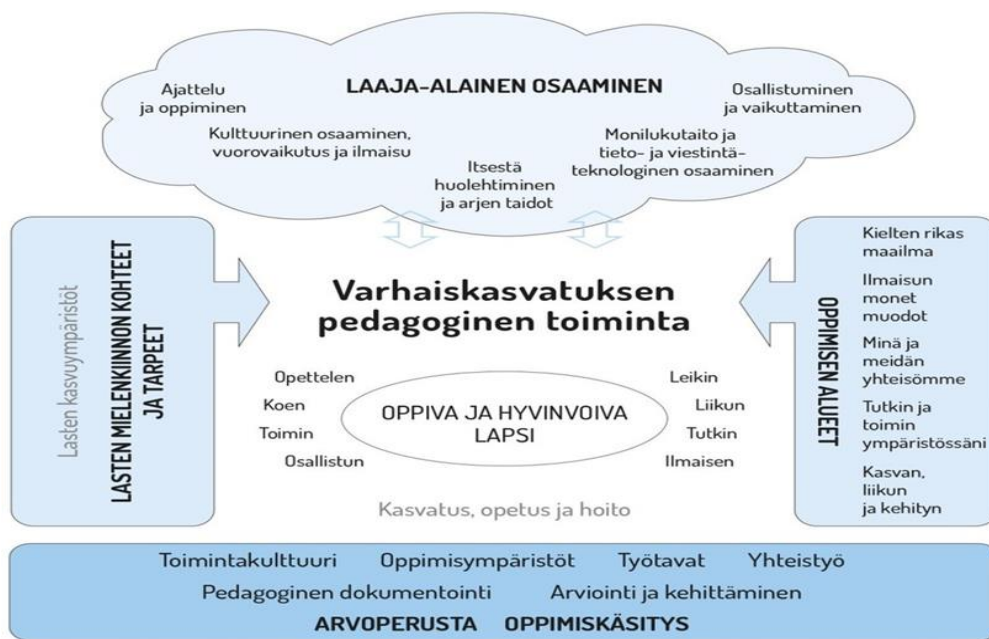 LAAJA-ALAINEN OSAAMINEN
Ajattelu
ja oppiminen
Kulttuurinen osaaminen,
vuorovaikutus ja ilmaisu
Itsestä
huolehtiminen
ja arjen taidot
Monilukutaito ja
tieto- ja viestintä-
teknologinen osaaminen
Osallistuminen
ja vaikuttaminen
Lasten kasvuympäristöt
LASTEN MIELENKIINNON KOHTEET
JA TARPEET
Varhaiskasvatuksen
pedagoginen toiminta
Opettelen
Koen
Toimin
Osallistun
OPPIVA JA HYVINVOIVA
LAPSI
Leikin
Liikun
Tutkin
Ilmaisen
Kasvatus, opetus ja hoito
OPPIMISEN ALUEET
Kielten rikas
maailma
Ilmaisun
monet
muodot
Minä ja
meidän
yhteisömme
Tutkin ja
toimin
ympäristössäni
Kasvan,
liikun
ja kehityn
Toimintakulttuuri Oppimisympäristöt Työtavat Yhteistyö
Pedagoginen dokumentointi Arviointi ja kehittäminen
ARVOPERUSTA OPPIMISKÄSITYS